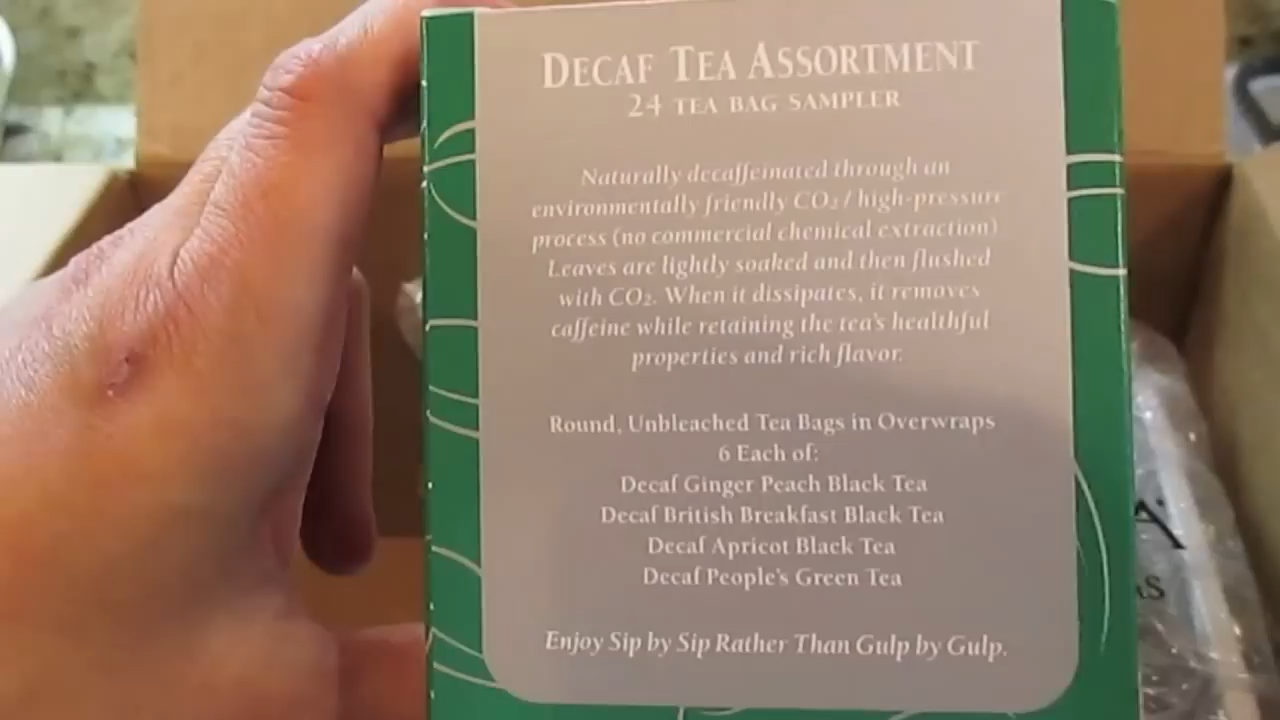 DECAF TEA ASSORTMENT
24 TEA BAG SAMPLER
Naturally decaffeinated through an
environmentally friendly CO₂ / high-pressure
process (no commercial chemical extraction)
Leaves are lightly soaked and then flushed
with CO₂. When it dissipates, it removes
caffeine while retaining the tea's healthful
properties and rich flavor.
Round, Unbleached Tea Bags in Overwraps
6 Each of:
Decaf Ginger Peach Black Tea
Decaf British Breakfast Black Tea
Decaf Apricot Black Tea
Decaf People's Green Tea
Enjoy Sip by Sip Rather Than Gulp by Gulp.